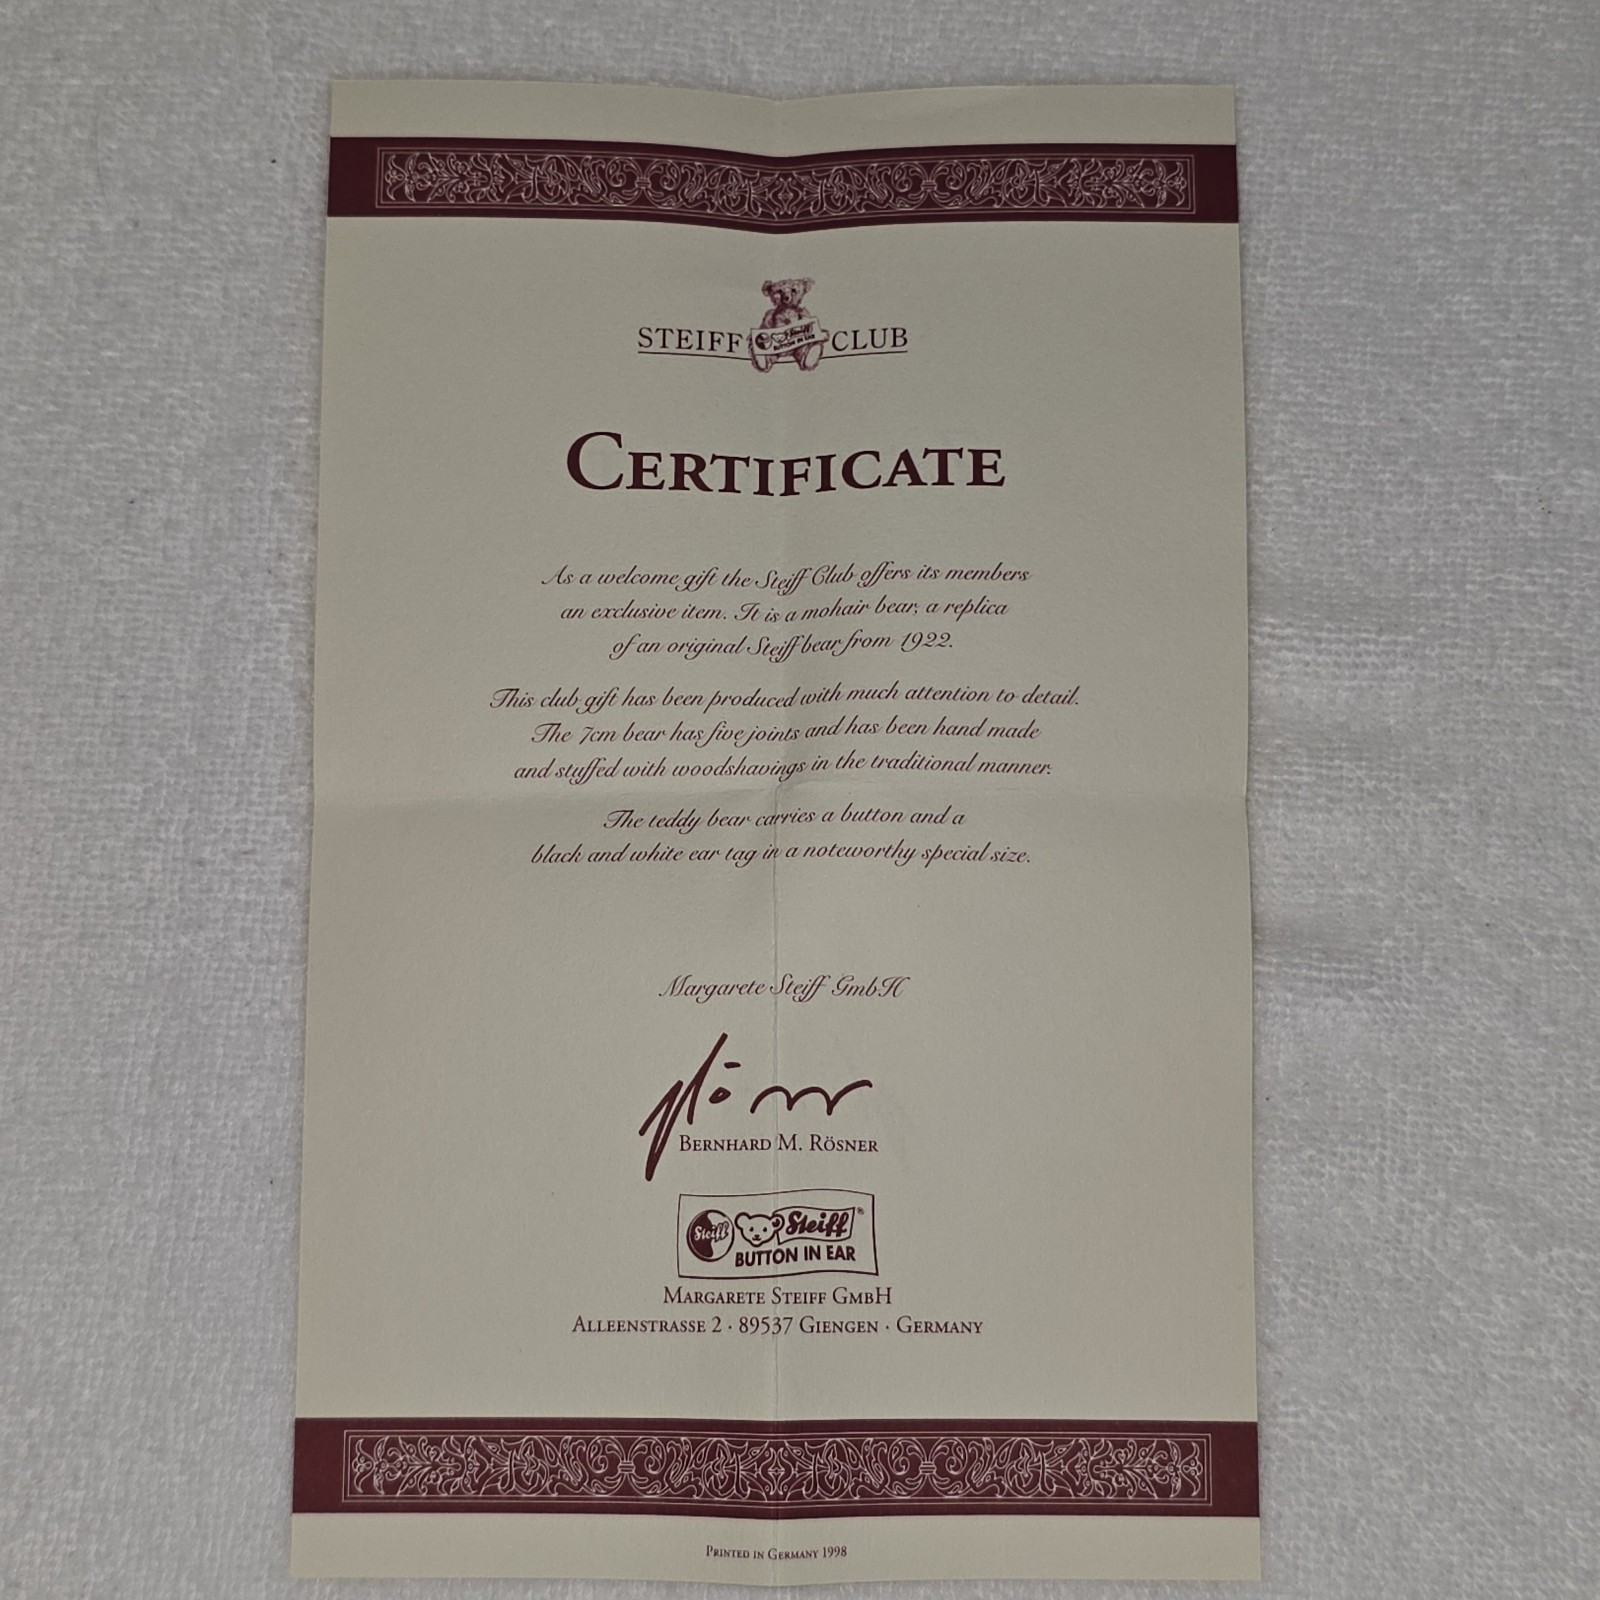 STEIFF CLUB
Steiff
BUTTON IN EAR
CERTIFICATE
As a welcome gift the Steiff Club offers its members
an exclusive item. It is a mohair bear, a replica
of an original Steiff bear from 1922.
This club gift has been produced with much attention to detail.
The 7cm bear has five joints and has been hand made
and stuffed with woodshavings in the traditional manner.
The teddy bear carries a button and a
black and white ear tag in a noteworthy special size.
Margarete Steiff GmbH
BERNHARD M. RÖSNER
Steiff Steiff®
BUTTON IN EAR
MARGARETE STEIFF GMBH
ALLEENSTRASSE 2 · 89537 GIENGEN · GERMANY
PRINTED IN GERMANY 1998